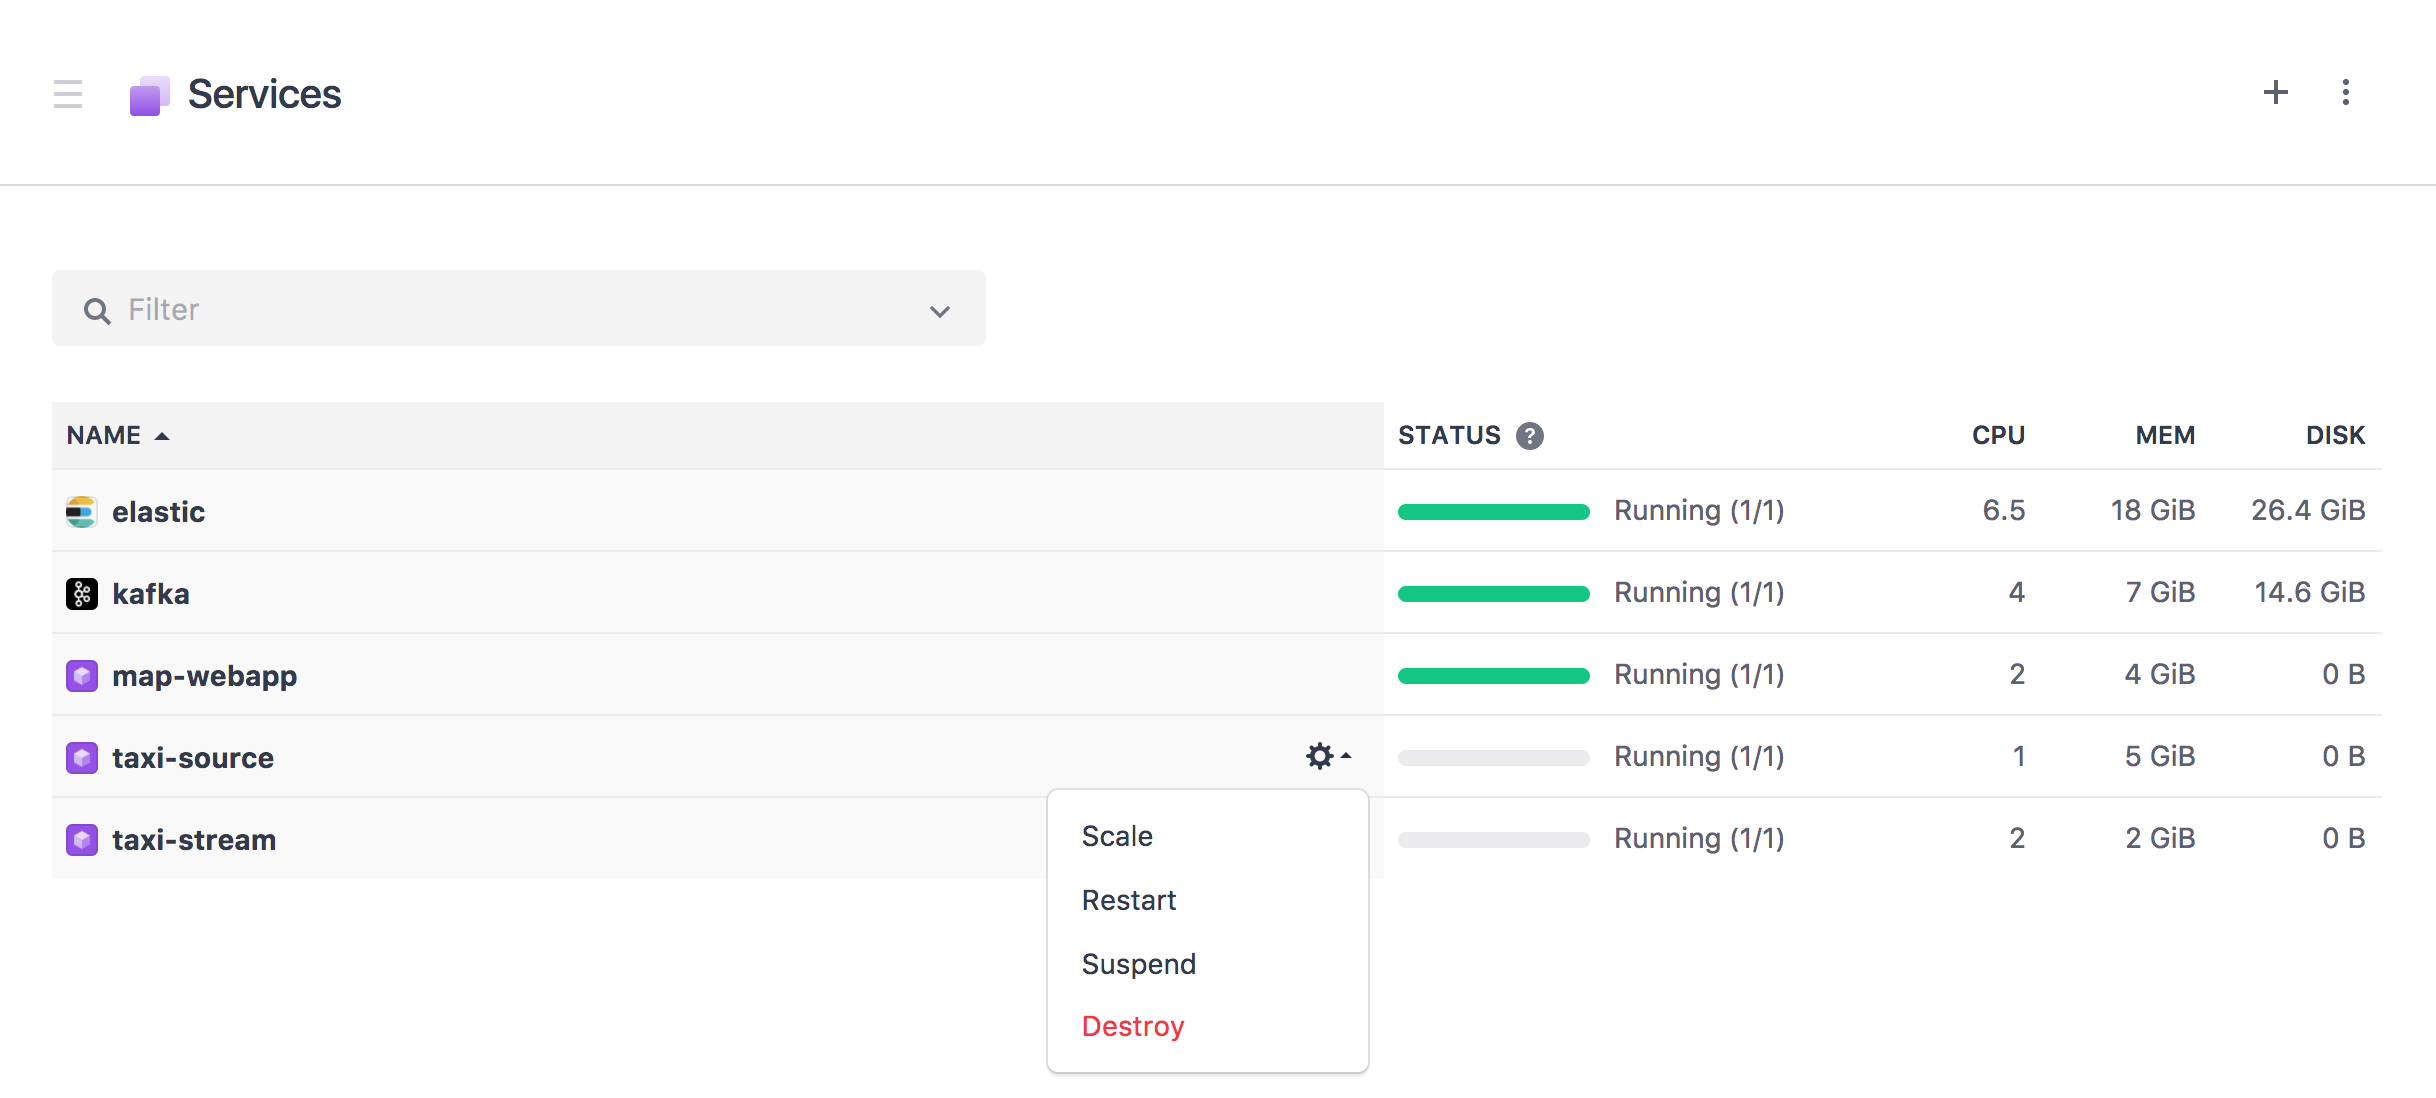 Services
Filter
NAME STATUS ? CPU MEM DISK
elastic Running (1/1) 6.5 18 GiB 26.4 GiB
kafka Running (1/1) 4 7 GiB 14.6 GiB
map-webapp Running (1/1) 2 4 GiB 0 B
taxi-source Running (1/1) 1 5 GiB 0 B
taxi-stream Running (1/1) 2 2 GiB 0 B
Scale
Restart
Suspend
Destroy